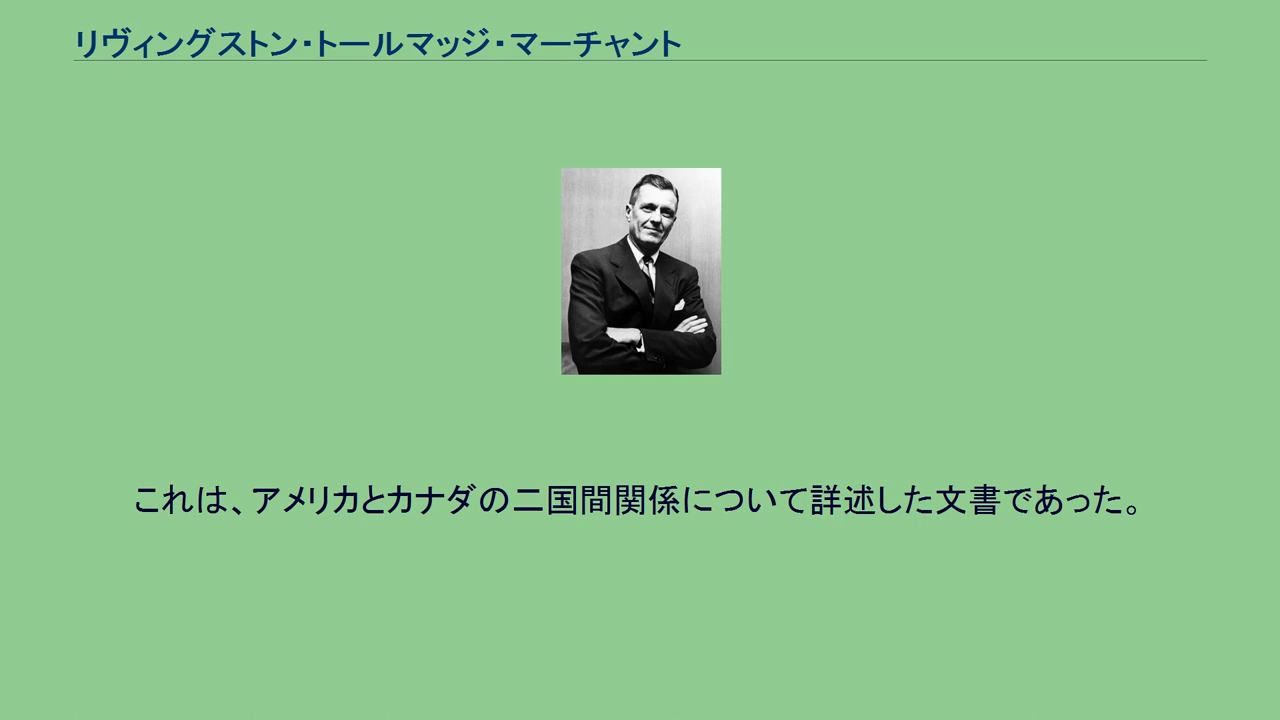 リヴィングストン・トールマッジ・マーチャント
これは、アメリカとカナダの二国間関係について詳述した文書であった。